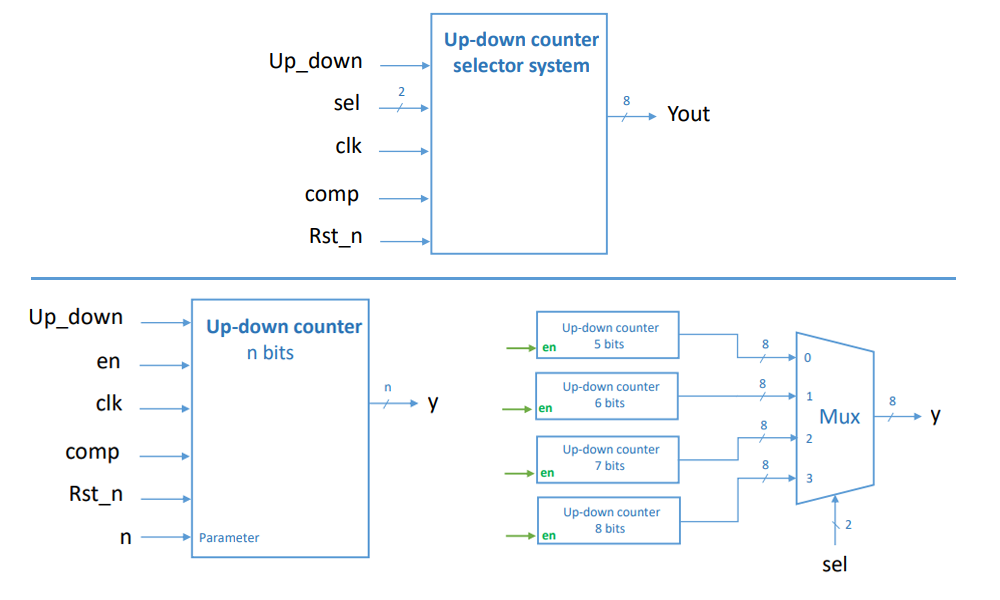 Up-down counter
selector system
Up_down
sel
2
clk
comp
Rst_n
8
Yout
Up_down
en
clk
comp
Rst_n
n
Up-down counter
n bits
Parameter
n
y
Up-down counter
5 bits
en
8
0
Up-down counter
6 bits
en
8
1
Up-down counter
7 bits
en
8
2
Up-down counter
8 bits
en
8
3
Mux
8
y
2
sel